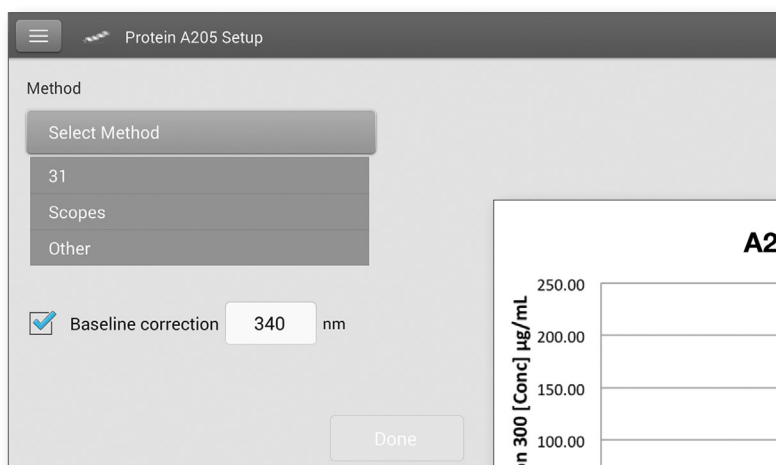 Protein A205 Setup
Method
Select Method
31
Scopes
Other
Baseline correction 340 nm
Done
A2
250.00
200.00
150.00
100.00
on 300 [Conc] µg/mL